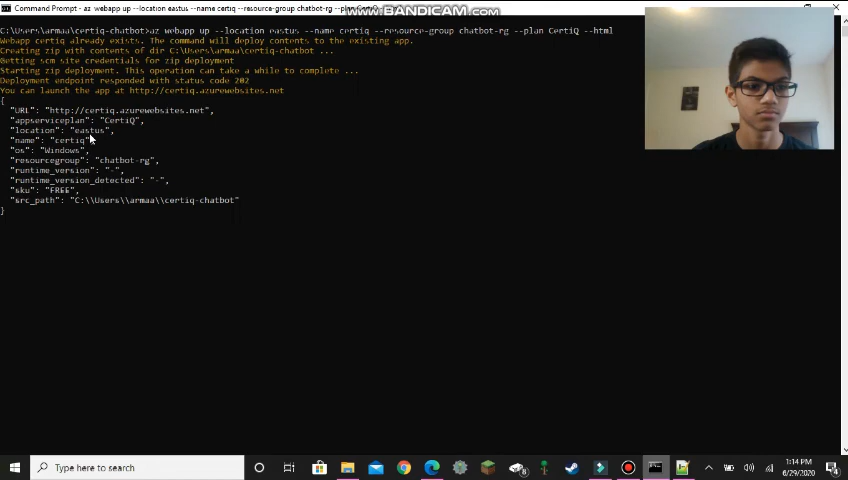 Command Prompt - az webapp up --location eastus --name certiq --resource-group chatbot-rg --plan CertiQ
www.BANDICAM.com
C:\Users\armaa\certiq-chatbot>az webapp up --location eastus --name certiq --resource-group chatbot-rg --plan CertiQ --html
Webapp certiq already exists. The command will deploy contents to the existing app.
Creating zip with contents of dir C:\Users\armaa\certiq-chatbot ...
Getting scm site credentials for zip deployment
Starting zip deployment. This operation can take a while to complete ...
Deployment endpoint responded with status code 202
You can launch the app at http://certiq.azurewebsites.net
{
"URL": "http://certiq.azurewebsites.net",
"appserviceplan": "CertiQ",
"location": "eastus",
"name": "certiq"
"os": "Windows",
"resourcegroup": "chatbot-rg",
"runtime_version": "-",
"runtime_version_detected": "-",
"sku": "FREE",
"src_path": "C:\\Users\\armaa\\certiq-chatbot"
}
Type here to search
1:14 PM
6/29/2020